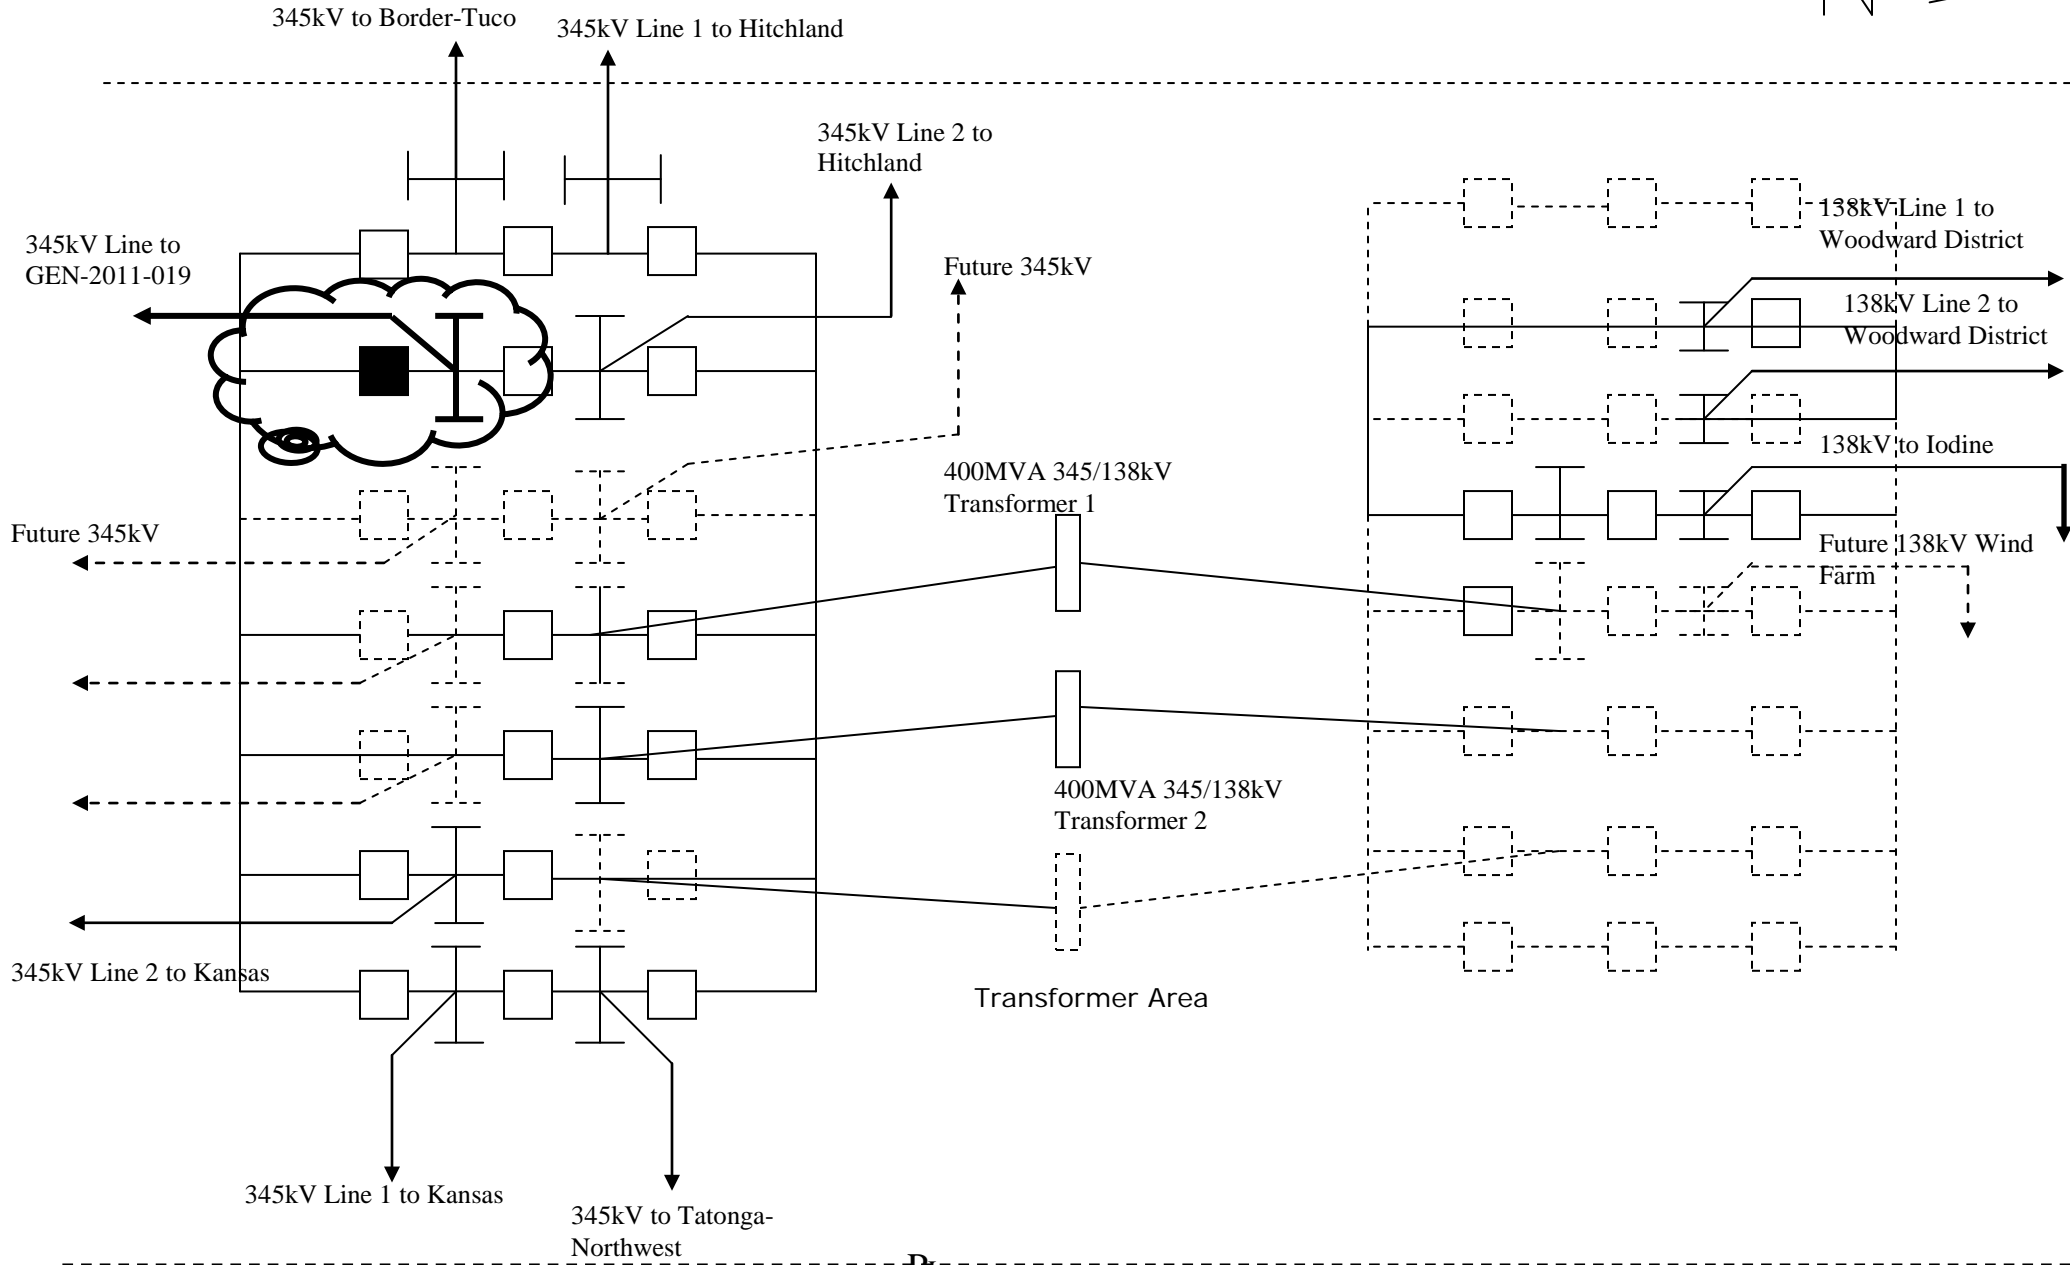 345kV to Border-Tuco
345kV Line 1 to Hitchland
345kV Line 2 to
Hitchland
345kV Line to
GEN-2011-019
Future 345kV
138kV Line 1 to
Woodward District
138kV Line 2 to
Woodward District
138kV to Iodine
400MVA 345/138kV
Transformer 1
Future 345kV
Future 138kV Wind
Farm
400MVA 345/138kV
Transformer 2
345kV Line 2 to Kansas
Transformer Area
345kV Line 1 to Kansas
345kV to Tatonga-
Northwest